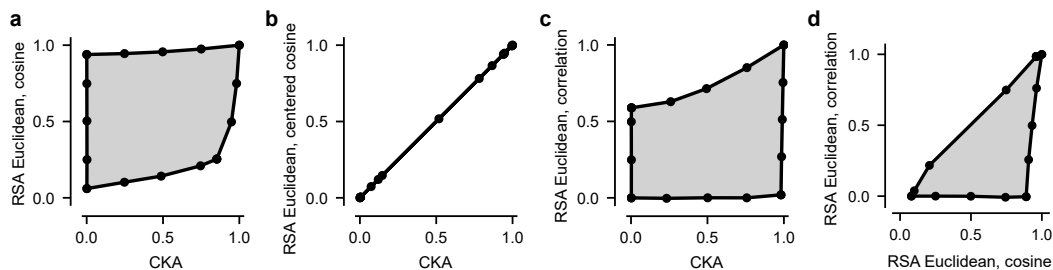 a
RSA Euclidean, cosine
1.0
0.5
0.0
0.0 0.5 1.0
CKA
b
RSA Euclidean, centered cosine
1.0
0.5
0.0
0.0 0.5 1.0
CKA
c
RSA Euclidean, correlation
1.0
0.5
0.0
0.0 0.5 1.0
CKA
d
RSA Euclidean, correlation
1.0
0.5
0.0
0.0 0.5 1.0
RSA Euclidean, cosine